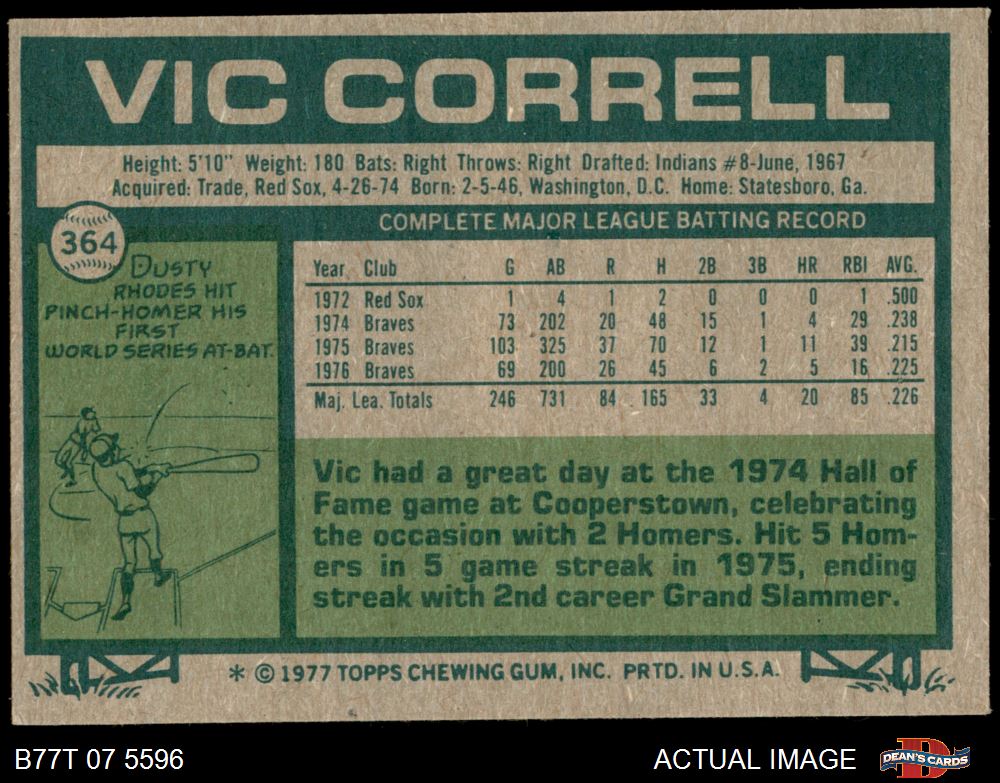 VIC CORRELL
Height: 5'10" Weight: 180 Bats: Right Throws: Right Drafted: Indians #8-June, 1967
Acquired: Trade, Red Sox, 4-26-74 Born: 2-5-46, Washington, D.C. Home: Statesboro, Ga.
364
DUSTY
RHODES HIT
PINCH-HOMER HIS
FIRST
WORLD SERIES AT-BAT.
COMPLETE MAJOR LEAGUE BATTING RECORD
Year Club G AB R H 2B 3B HR RBI AVG.
1972 Red Sox 1 4 1 2 0 0 0 1 .500
1974 Braves 73 202 20 48 15 1 4 29 .238
1975 Braves 103 325 37 70 12 1 11 39 .215
1976 Braves 69 200 26 45 6 2 5 16 .225
Maj. Lea. Totals 246 731 84 165 33 4 20 85 .226
Vic had a great day at the 1974 Hall of
Fame game at Cooperstown, celebrating
the occasion with 2 Homers. Hit 5 Hom-
ers in 5 game streak in 1975, ending
streak with 2nd career Grand Slammer.
* © 1977 TOPPS CHEWING GUM, INC. PRTD. IN U.S.A.
B77T 07 5596
ACTUAL IMAGE
DEAN'S CARDS